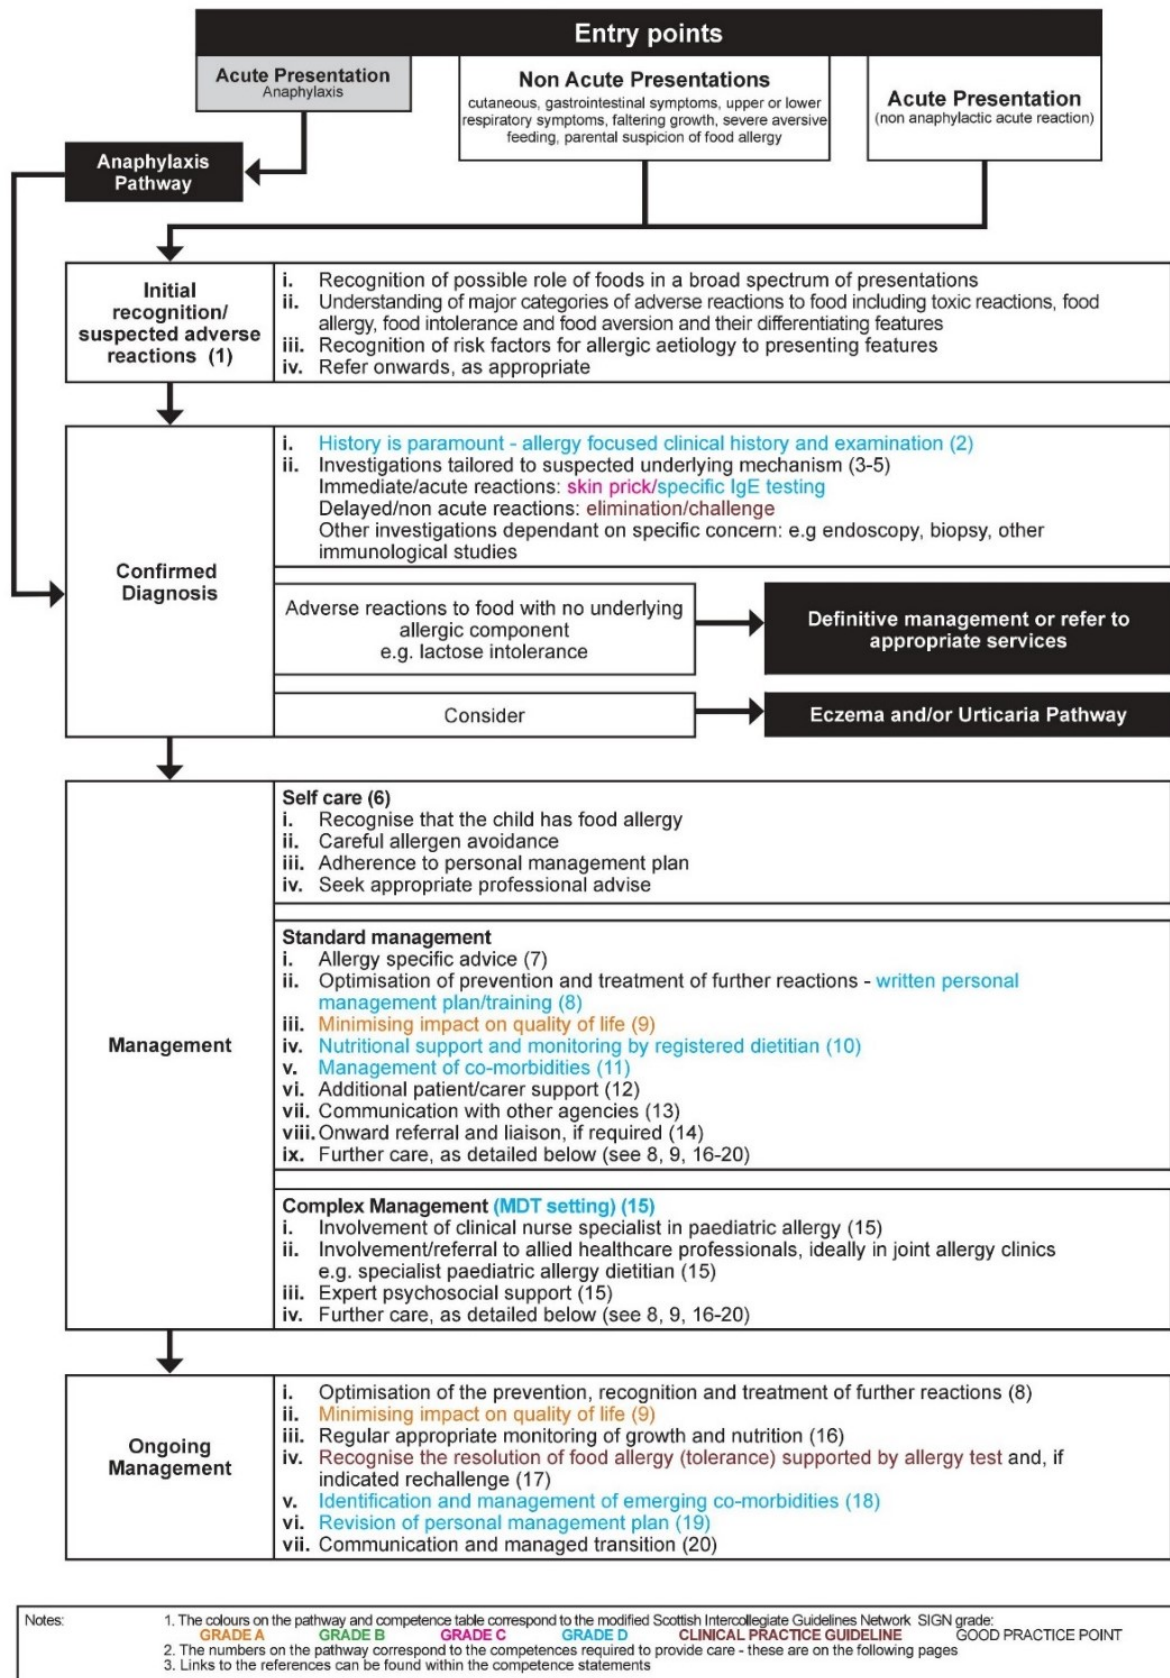 Entry points
Acute Presentation
Anaphylaxis
Non Acute Presentations
cutaneous, gastrointestinal symptoms, upper or lower
respiratory symptoms, faltering growth, severe aversive
feeding, parental suspicion of food allergy
Acute Presentation
(non anaphylactic acute reaction)
Anaphylaxis
Pathway
Initial
recognition/
suspected adverse
reactions (1)
i. Recognition of possible role of foods in a broad spectrum of presentations
ii. Understanding of major categories of adverse reactions to food including toxic reactions, food
allergy, food intolerance and food aversion and their differentiating features
iii. Recognition of risk factors for allergic aetiology to presenting features
iv. Refer onwards, as appropriate
Confirmed
Diagnosis
i. History is paramount - allergy focused clinical history and examination (2)
ii. Investigations tailored to suspected underlying mechanism (3-5)
Immediate/acute reactions: skin prick/specific IgE testing
Delayed/non acute reactions: elimination/challenge
Other investigations dependant on specific concern: e.g endoscopy, biopsy, other
immunological studies
Adverse reactions to food with no underlying
allergic component
e.g. lactose intolerance
Definitive management or refer to
appropriate services
Consider
Eczema and/or Urticaria Pathway
Management
Self care (6)
i. Recognise that the child has food allergy
ii. Careful allergen avoidance
iii. Adherence to personal management plan
iv. Seek appropriate professional advise
Standard management
i. Allergy specific advice (7)
ii. Optimisation of prevention and treatment of further reactions - written personal
management plan/training (8)
iii. Minimising impact on quality of life (9)
iv. Nutritional support and monitoring by registered dietitian (10)
v. Management of co-morbidities (11)
vi. Additional patient/carer support (12)
vii. Communication with other agencies (13)
viii. Onward referral and liaison, if required (14)
ix. Further care, as detailed below (see 8, 9, 16-20)
Complex Management (MDT setting) (15)
i. Involvement of clinical nurse specialist in paediatric allergy (15)
ii. Involvement/referral to allied healthcare professionals, ideally in joint allergy clinics
e.g. specialist paediatric allergy dietitian (15)
iii. Expert psychosocial support (15)
iv. Further care, as detailed below (see 8, 9, 16-20)
Ongoing
Management
i. Optimisation of the prevention, recognition and treatment of further reactions (8)
ii. Minimising impact on quality of life (9)
iii. Regular appropriate monitoring of growth and nutrition (16)
iv. Recognise the resolution of food allergy (tolerance) supported by allergy test and, if
indicated rechallenge (17)
v. Identification and management of emerging co-morbidities (18)
vi. Revision of personal management plan (19)
vii. Communication and managed transition (20)
Notes: 1. The colours on the pathway and competence table correspond to the modified Scottish Intercollegiate Guidelines Network SIGN grade:
GRADE A GRADE B GRADE C GRADE D CLINICAL PRACTICE GUIDELINE GOOD PRACTICE POINT
2. The numbers on the pathway correspond to the competences required to provide care - these are on the following pages
3. Links to the references can be found within the competence statements